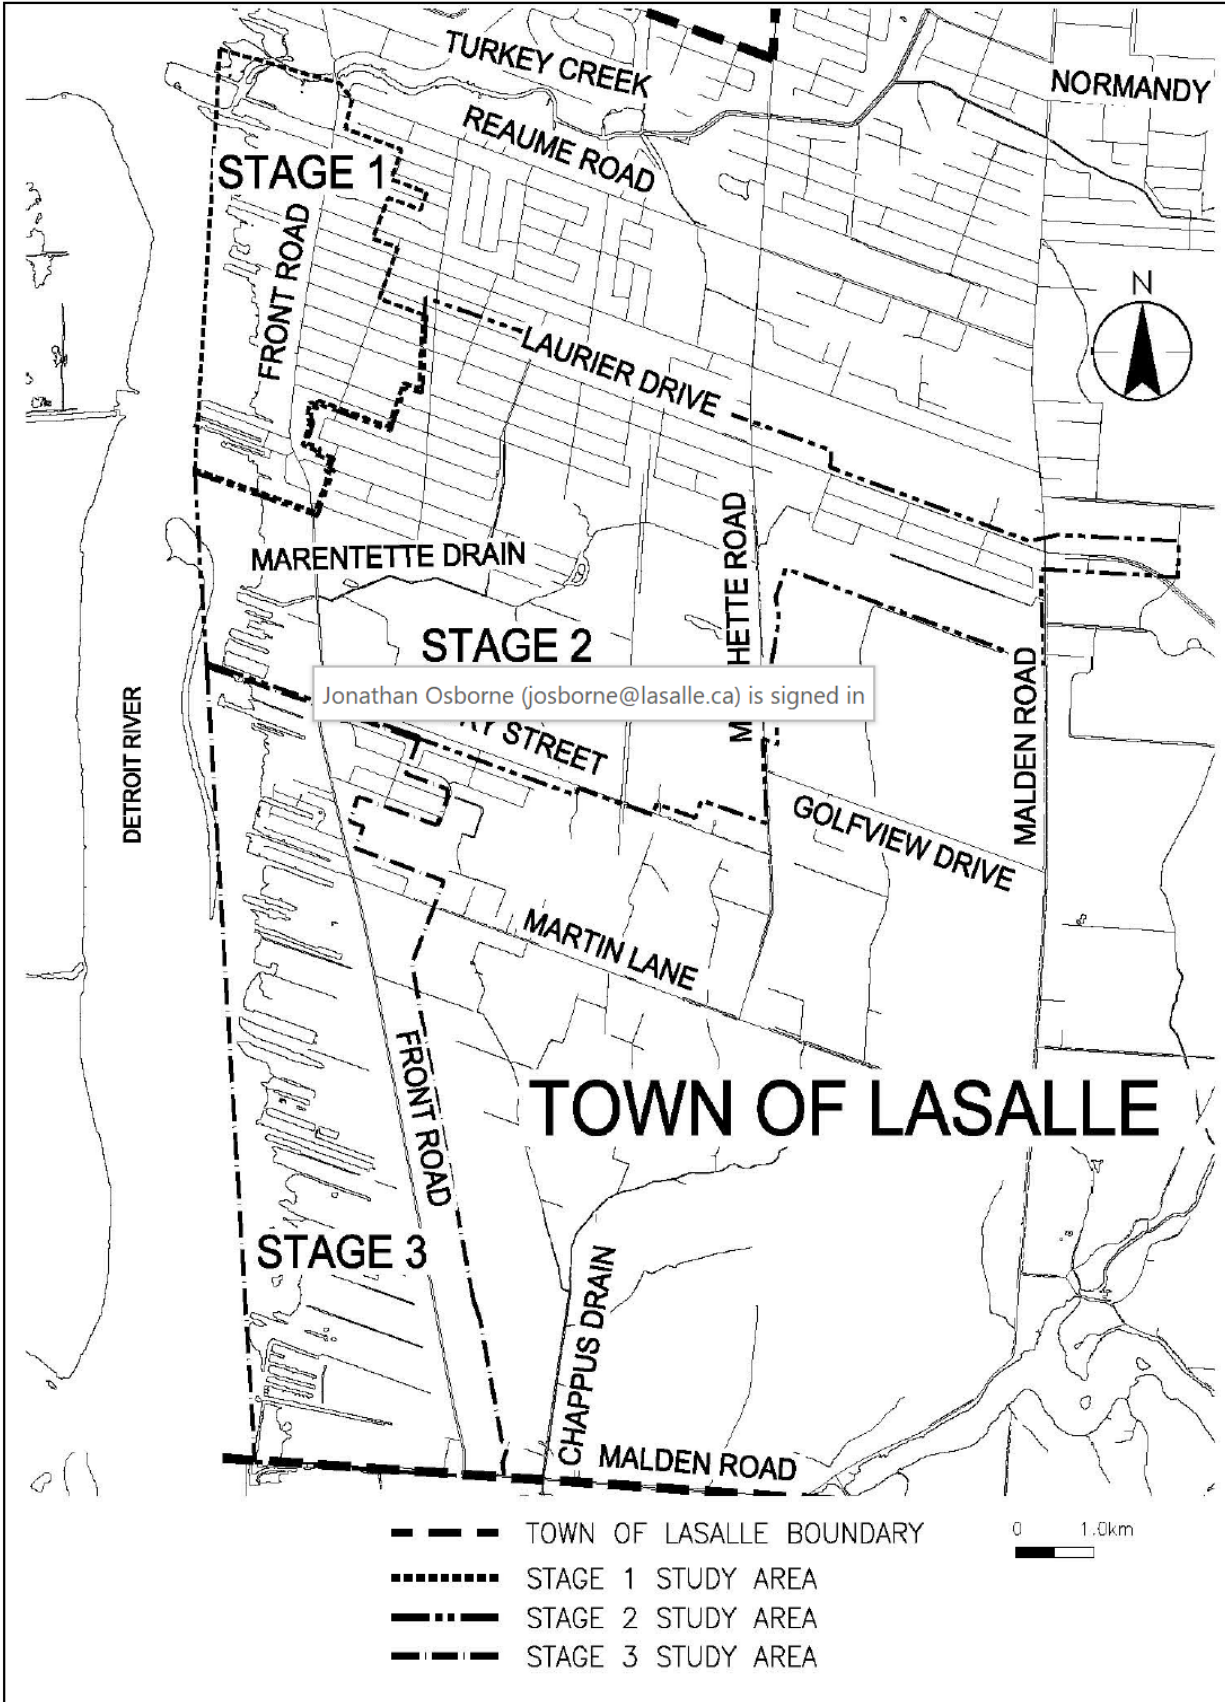 TURKEY CREEK
NORMANDY
REAUME ROAD
STAGE 1
FRONT ROAD
N
LAURIER DRIVE
MARENTETTE DRAIN
HETTE ROAD
STAGE 2
MALDEN ROAD
Jonathan Osborne (josborne@lasalle.ca) is signed in
DETROIT RIVER
RY STREET
GOLFVIEW DRIVE
MARTIN LANE
FRONT ROAD
TOWN OF LASALLE
STAGE 3
CHAPPUS DRAIN
MALDEN ROAD
TOWN OF LASALLE BOUNDARY
0 1.0km
STAGE 1 STUDY AREA
STAGE 2 STUDY AREA
STAGE 3 STUDY AREA